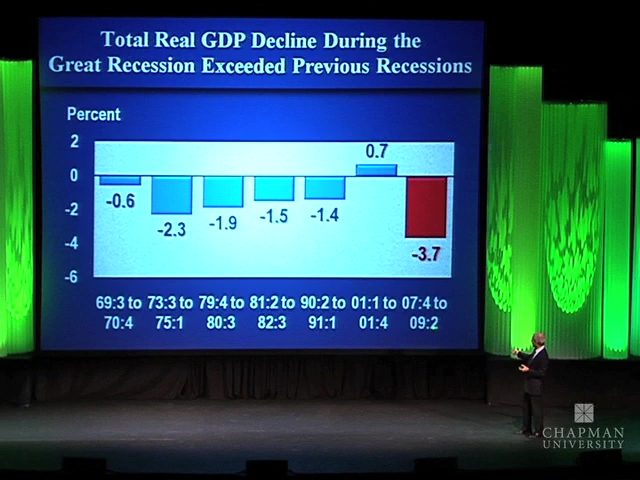 Total Real GDP Decline During the
Great Recession Exceeded Previous Recessions
Percent
2
0
-2
-4
-6
-0.6
-2.3
-1.9
-1.5
-1.4
0.7
-3.7
69:3 to 73:3 to 79:4 to 81:2 to 90:2 to 01:1 to 07:4 to
70:4 75:1 80:3 82:3 91:1 01:4 09:2
CHAPMAN
UNIVERSITY